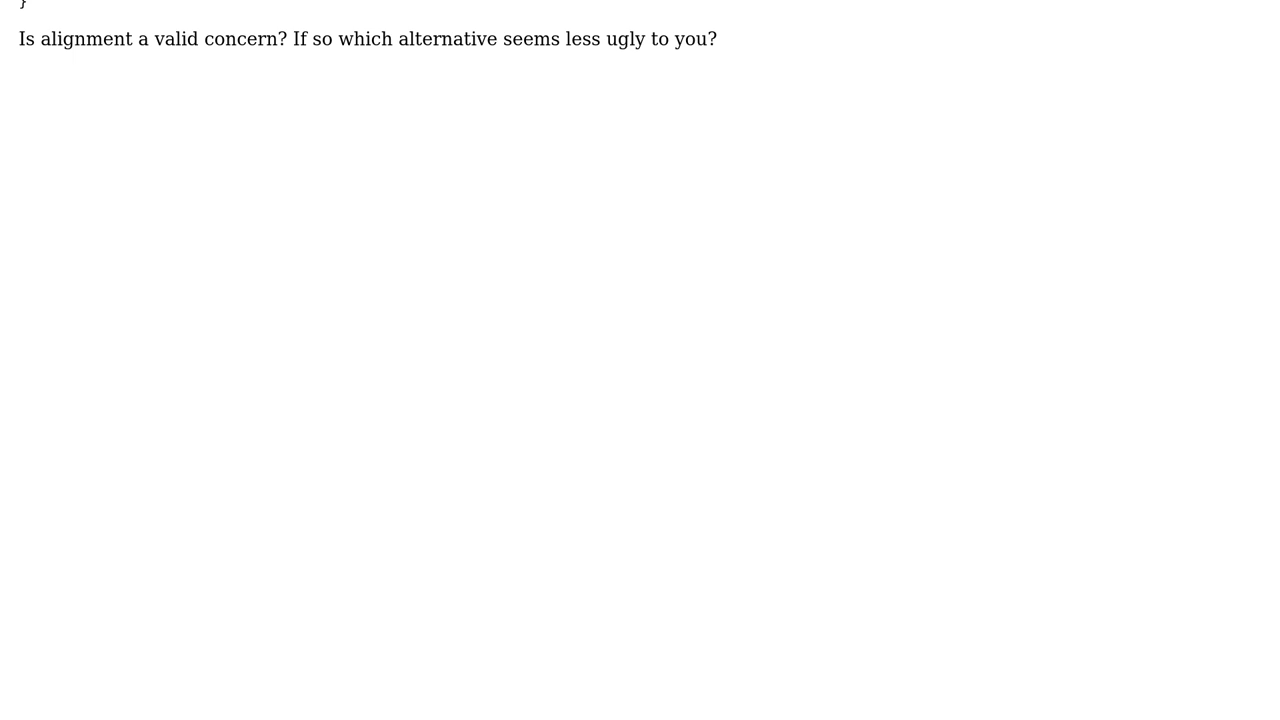 }
Is alignment a valid concern? If so which alternative seems less ugly to you?